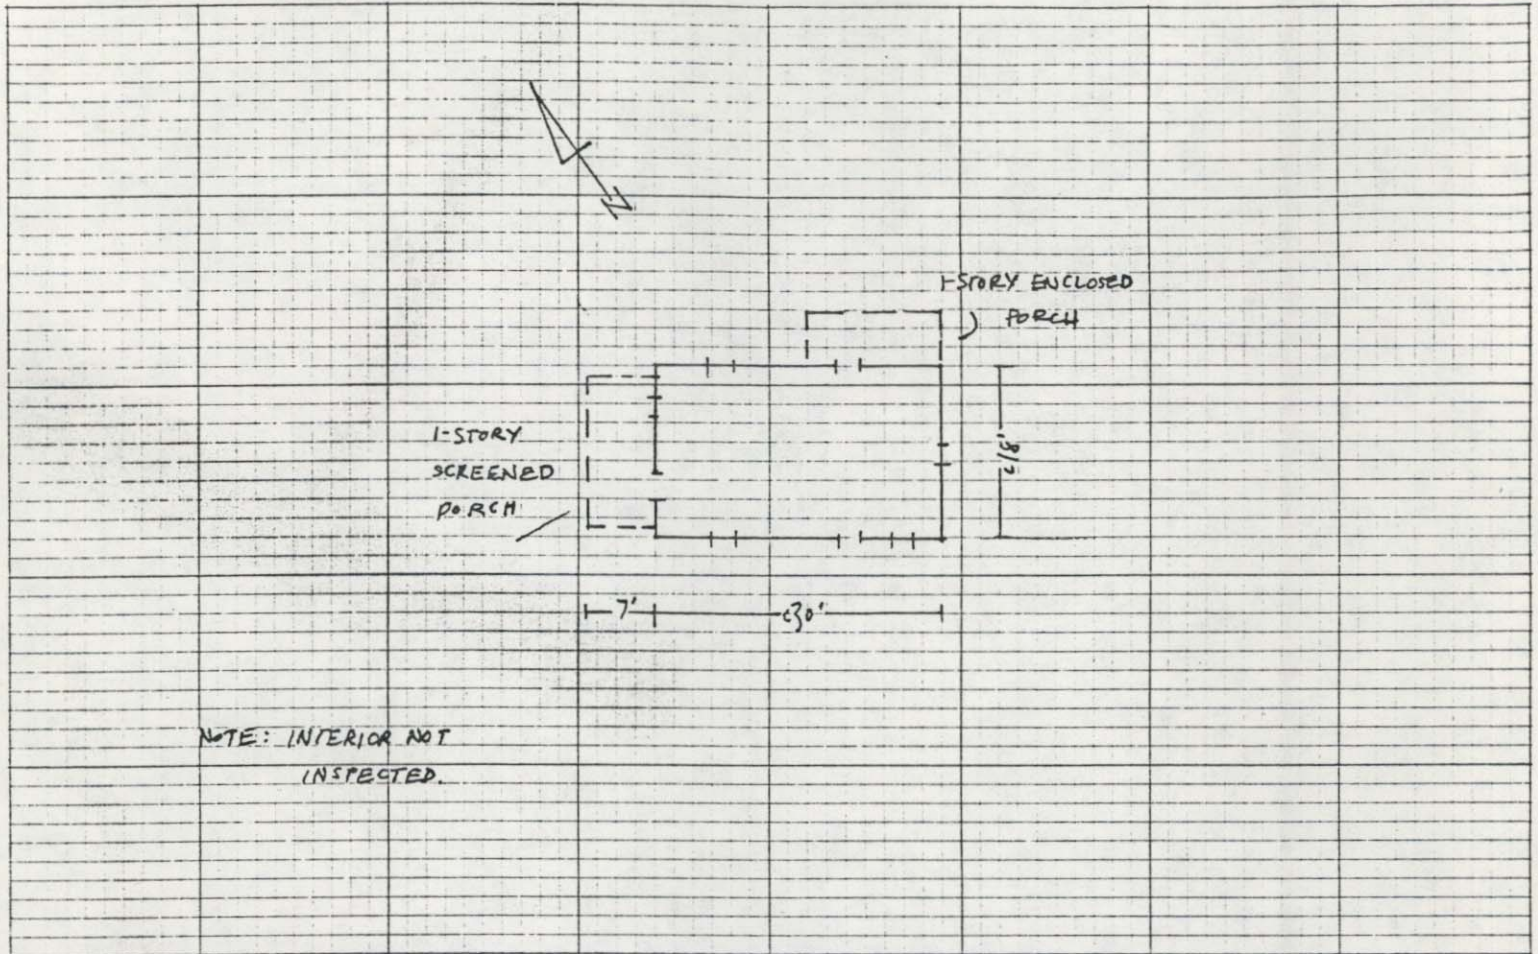 N
1-STORY ENCLOSED
PORCH
1-STORY
SCREENED
PORCH
c18'
7'
c30'
NOTE: INTERIOR NOT
INSPECTED.